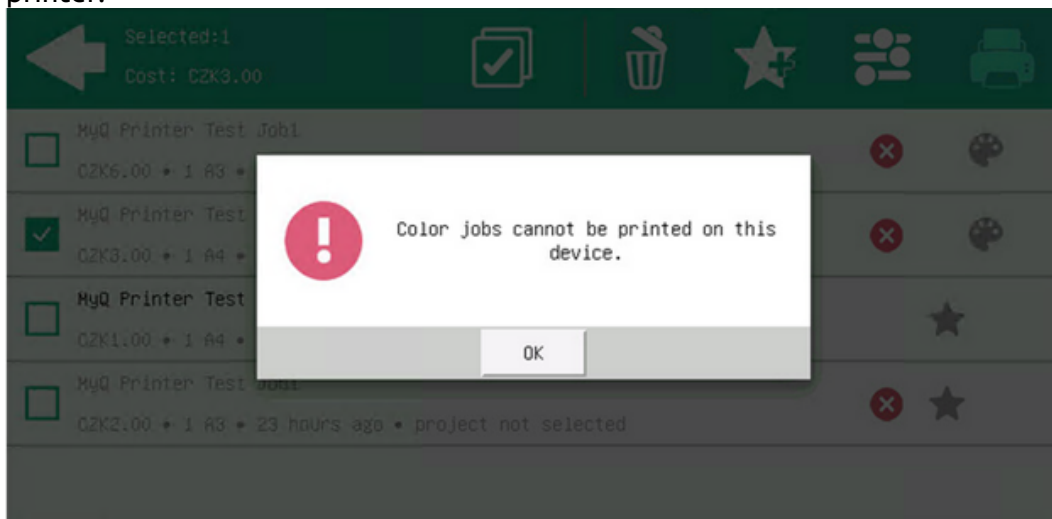 printer.
Selected:1
Cost: CZK3.00
MyQ Printer Test Job1
CZK6.00 • 1 A3 •
MyQ Printer Test
CZK3.00 • 1 A4 •
MyQ Printer Test
CZK1.00 • 1 A4 •
MyQ Printer Test Job1
CZK2.00 • 1 A3 • 23 hours ago • project not selected
Color jobs cannot be printed on this
device.
OK